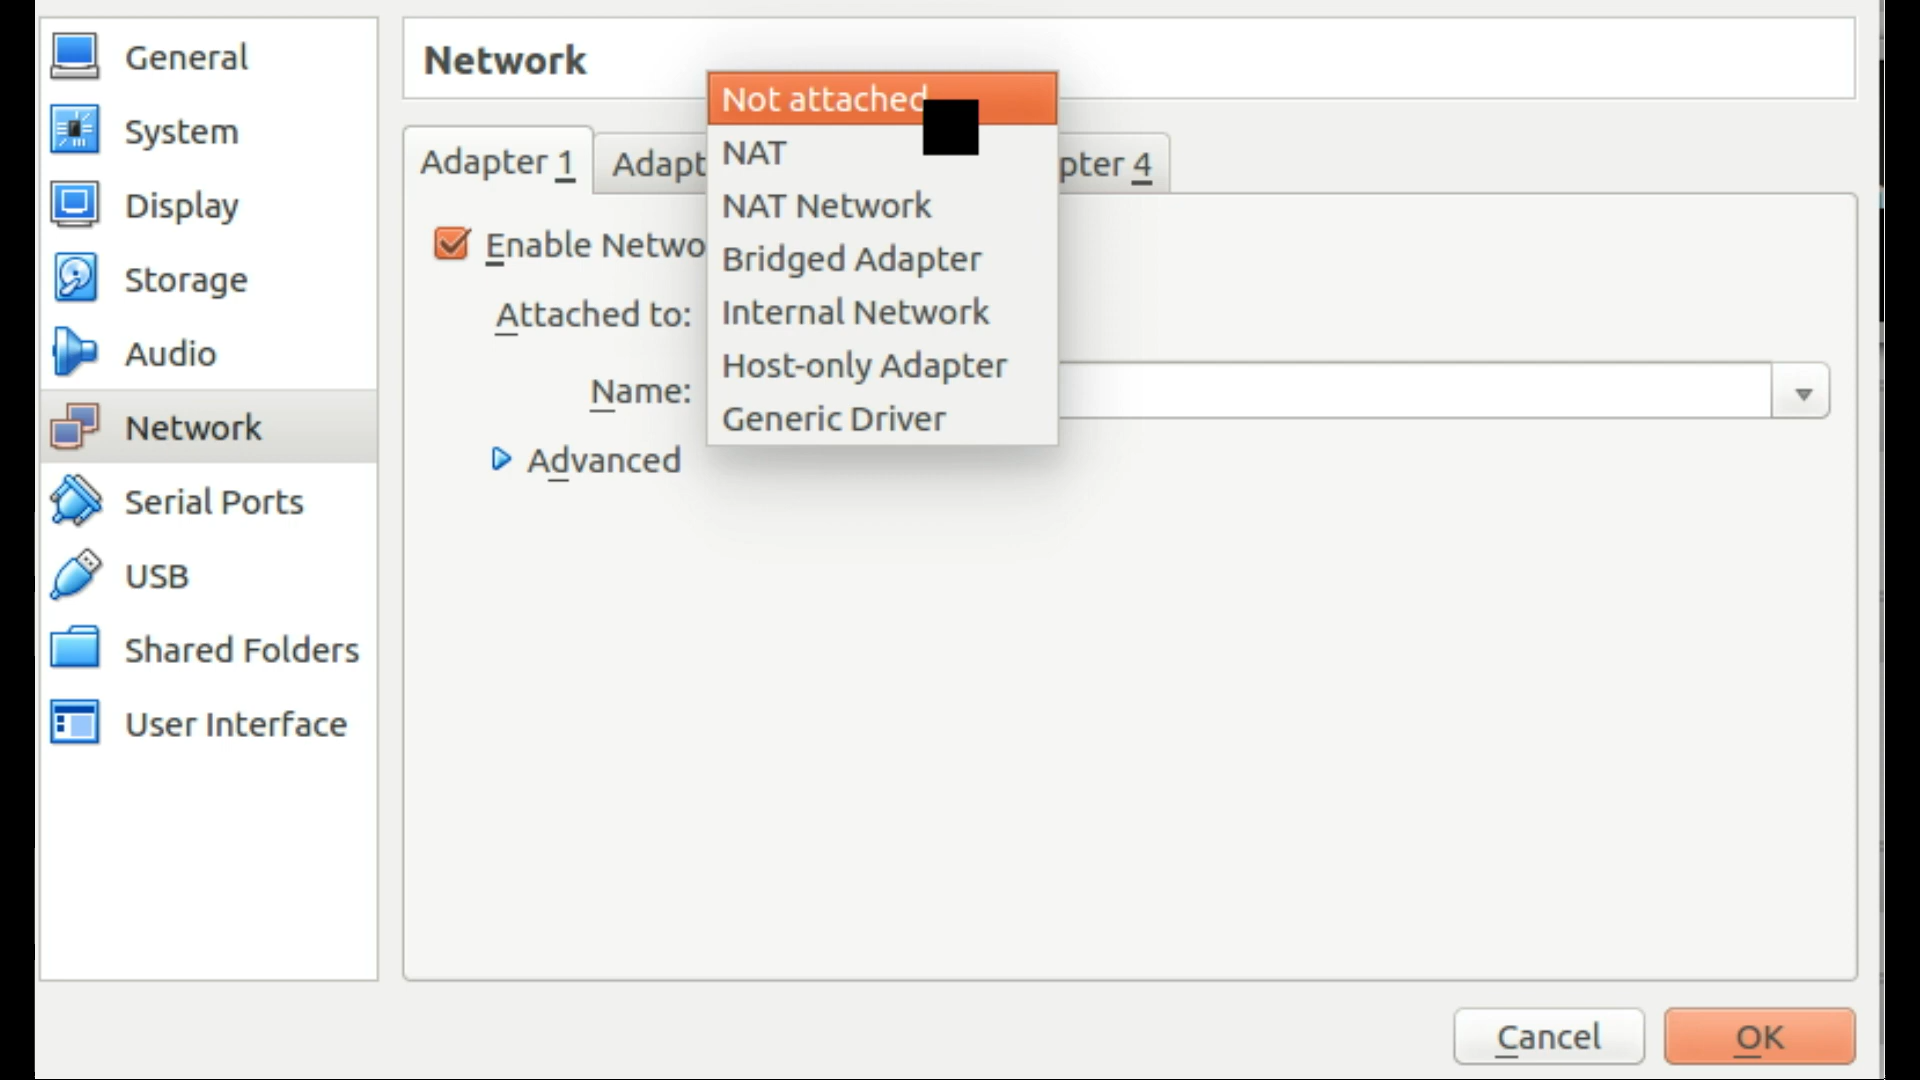 General
System
Display
Storage
Audio
Network
Serial Ports
USB
Shared Folders
User Interface
Network
Adapter 1
Adapt
pter 4
Enable Netwo
Attached to:
Name:
Advanced
Not attached
NAT
NAT Network
Bridged Adapter
Internal Network
Host-only Adapter
Generic Driver
Cancel
OK